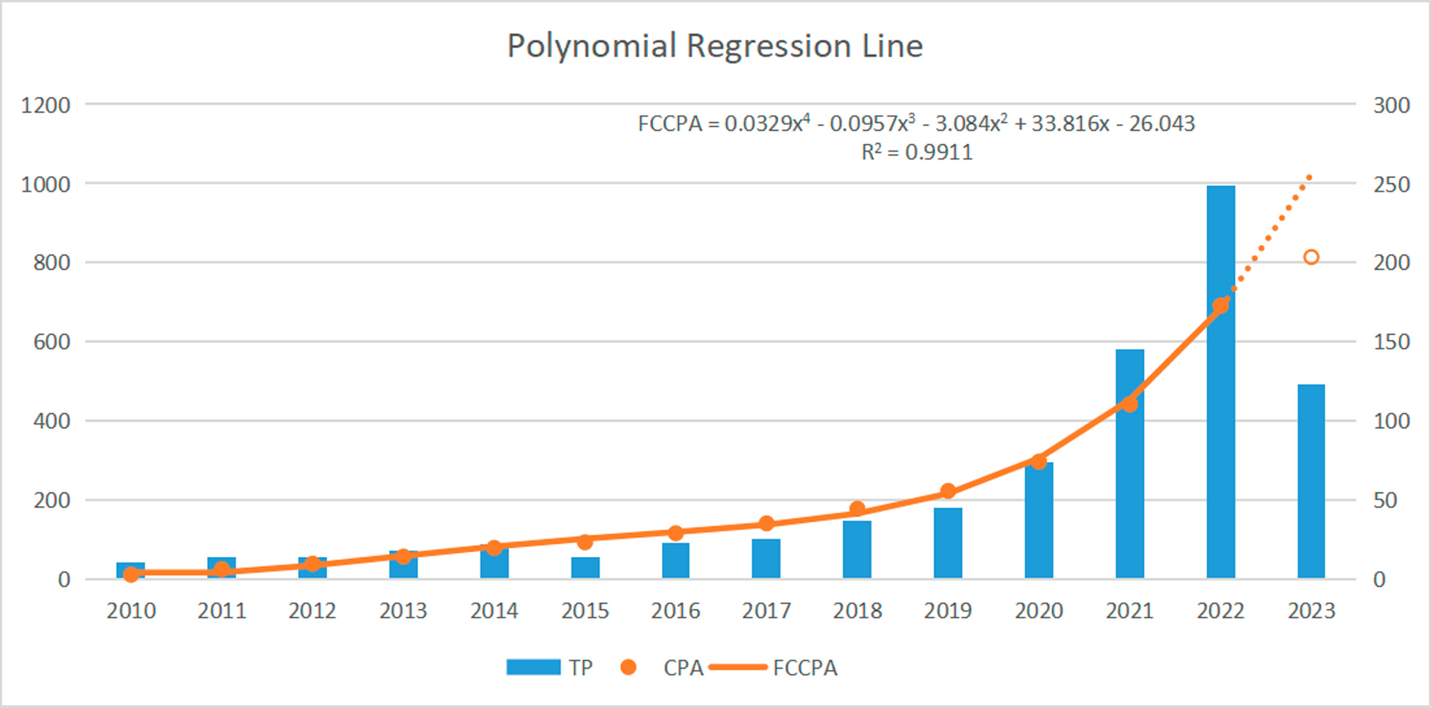 Polynomial Regression Line
FCCPA = 0.0329x⁴ - 0.0957x³ - 3.084x² + 33.816x - 26.043
R² = 0.9911
1200 300
1000 250
800 200
600 150
400 100
200 50
0 0
2010 2011 2012 2013 2014 2015 2016 2017 2018 2019 2020 2021 2022 2023
TP CPA FCCPA